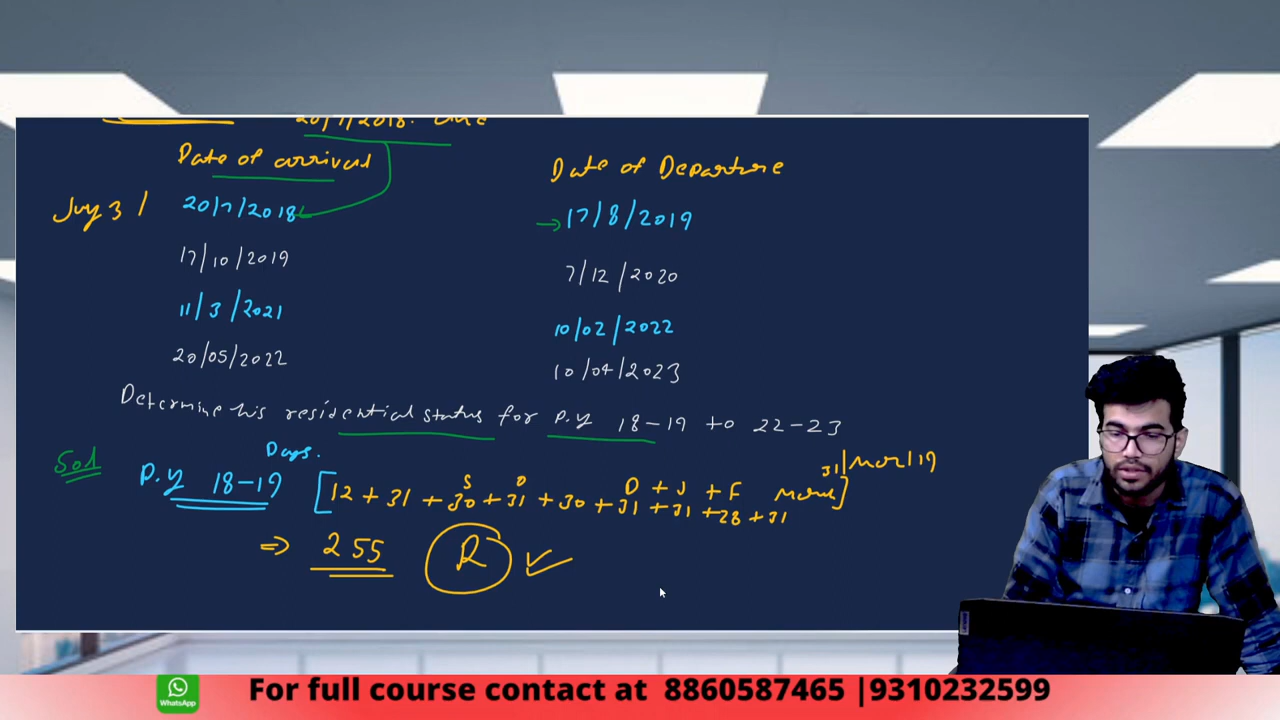 20/7/2018.
Date of arrival Date of Departure
July 31 20/7/2018 → 17/8/2019
17/10/2019 7/12/2020
11/3/2021 10/02/2022
20/05/2022 10/04/2023
Determine his residential status for P.Y 18-19 to 22-23
Sol Days. 31/Mar/19
P.Y 18-19 [12 + 31 + 30 + 31 + 30 + 31 + 31 + 28 + 31]
S O D + J + F March
⇒ 255 R ✓
WhatsApp
For full course contact at 8860587465 |9310232599